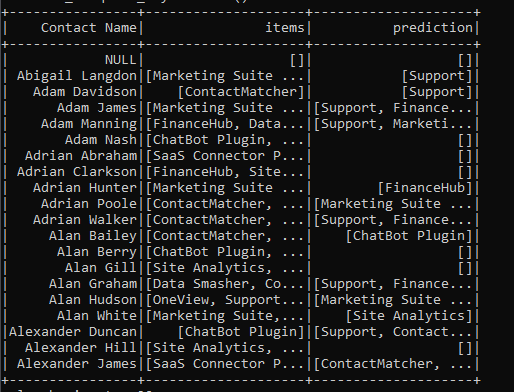 +----------------+--------------------+--------------------+
|    Contact Name|               items|          prediction|
+----------------+--------------------+--------------------+
|            NULL|                  []|                  []|
| Abigail Langdon|[Marketing Suite ...|           [Support]|
|   Adam Davidson|    [ContactMatcher]|           [Support]|
|      Adam James|[Marketing Suite ...|[Support, Finance...|
|    Adam Manning|[FinanceHub, Data...|[Support, Marketi...|
|       Adam Nash|[ChatBot Plugin, ...|                  []|
|  Adrian Abraham|[SaaS Connector P...|                  []|
| Adrian Clarkson|[FinanceHub, Site...|                  []|
|   Adrian Hunter|[Marketing Suite ...|        [FinanceHub]|
|    Adrian Poole|[ContactMatcher, ...|[Marketing Suite ...|
|   Adrian Walker|[ContactMatcher, ...|[Support, Finance...|
|     Alan Bailey|[ContactMatcher, ...|    [ChatBot Plugin]|
|      Alan Berry|[ChatBot Plugin, ...|                  []|
|       Alan Gill|[Site Analytics, ...|                  []|
|     Alan Graham|[Data Smasher, Co...|[Support, Finance...|
|     Alan Hudson|[OneView, Support...|[Marketing Suite ...|
|      Alan White|[Marketing Suite,...|    [Site Analytics]|
|Alexander Duncan|    [ChatBot Plugin]|[Support, Contact...|
|  Alexander Hill|[Site Analytics, ...|                  []|
| Alexander James|[SaaS Connector P...|[ContactMatcher, ...|
+----------------+--------------------+--------------------+